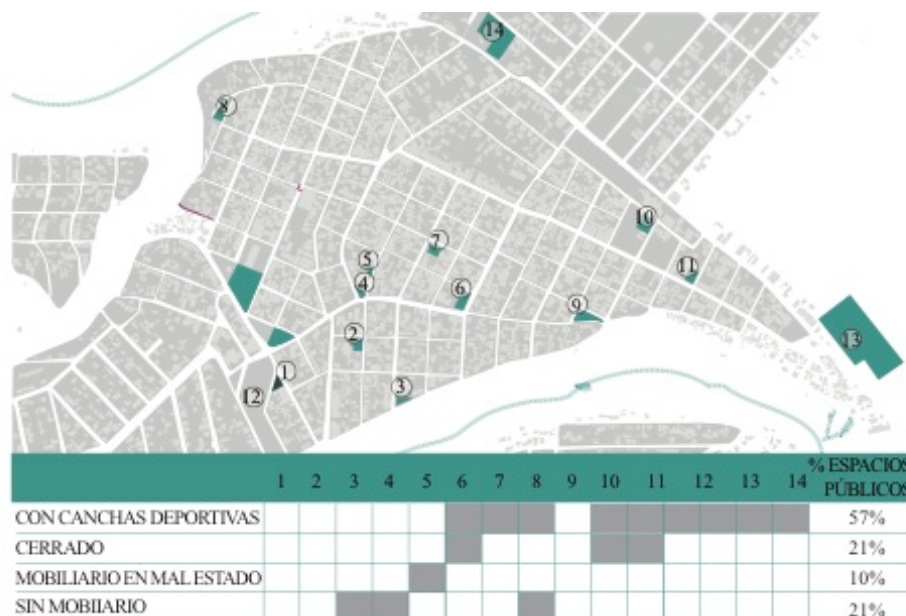 14
8
10
7
5
11
4
6
9
2
13
1
12
3
1 2 3 4 5 6 7 8 9 10 11 12 13 14 % ESPACIOS PÚBLICOS
CON CANCHAS DEPORTIVAS 57%
CERRADO 21%
MOBILIARIO EN MAL ESTADO 10%
SIN MOBIIARIO 21%